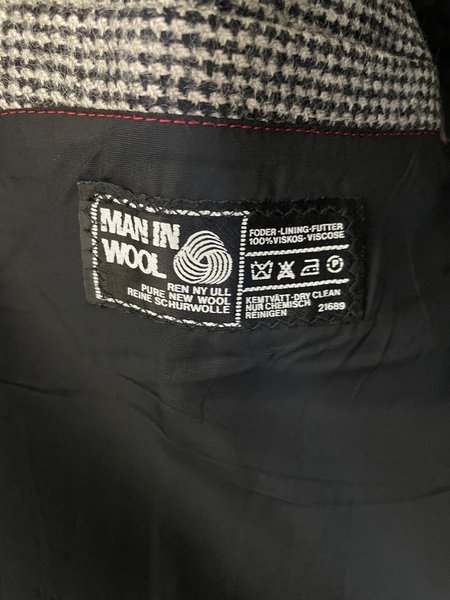 MAN IN
WOOL
REN NY ULL
PURE NEW WOOL
REINE SCHURWOLLE
FODER-LINING-FUTTER
100% VISKOS-VISCOSE
P
KEMTVÄTT-DRY CLEAN
NUR CHEMISCH 21689
REINIGEN